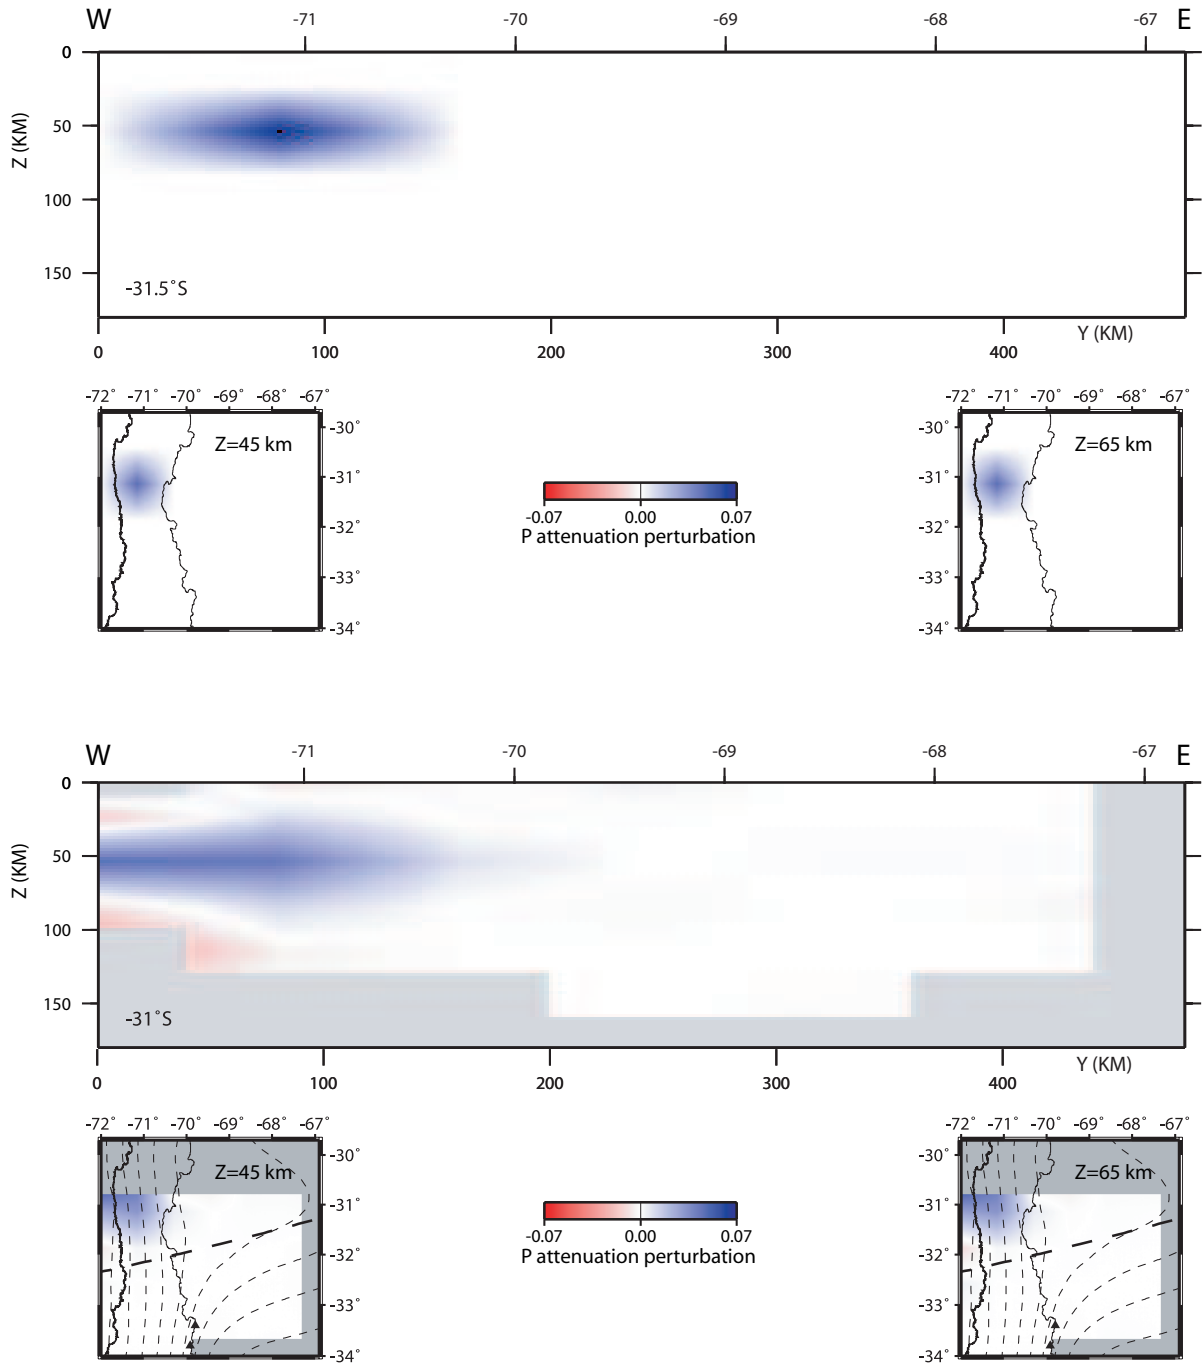 W -71 -70 -69 -68 -67 E
0
50
100
150
Z (KM)
-31.5°S
Y (KM)
0 100 200 300 400
-72° -71° -70° -69° -68° -67°
Z=45 km
-30°
-31°
-32°
-33°
-34°
-0.07 0.00 0.07
P attenuation perturbation
-72° -71° -70° -69° -68° -67°
Z=65 km
-30°
-31°
-32°
-33°
-34°
W -71 -70 -69 -68 -67 E
0
50
100
150
Z (KM)
-31°S
Y (KM)
0 100 200 300 400
-72° -71° -70° -69° -68° -67°
Z=45 km
-30°
-31°
-32°
-33°
-34°
-0.07 0.00 0.07
P attenuation perturbation
-72° -71° -70° -69° -68° -67°
Z=65 km
-30°
-31°
-32°
-33°
-34°